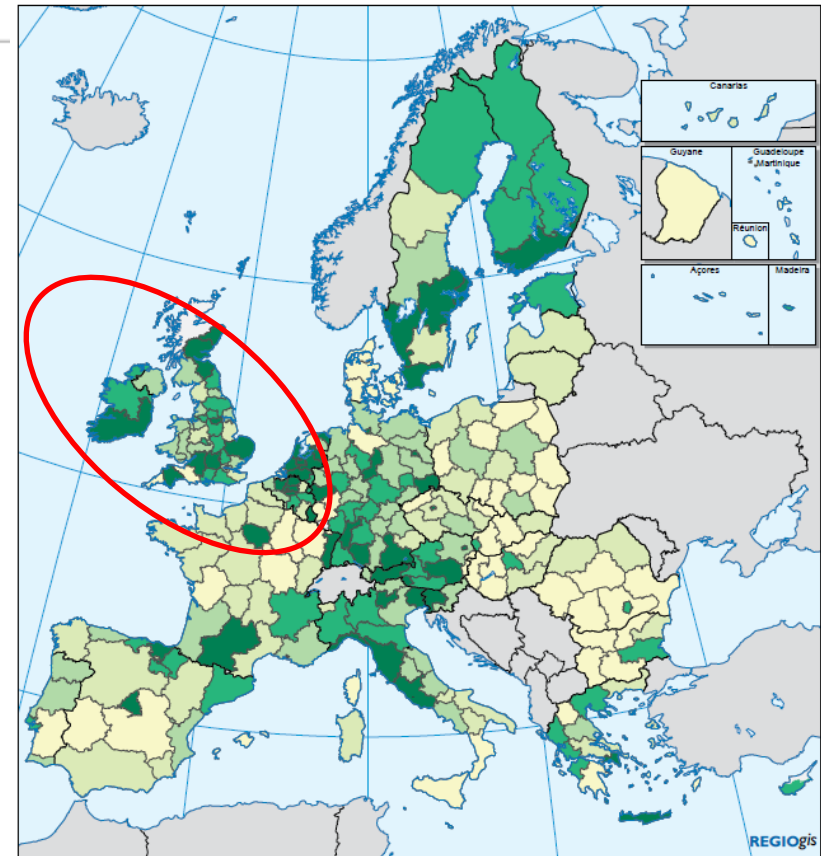 Canarias
Guyane
Guadeloupe
Martinique
Réunion
Açores
Madeira
REGIOgis